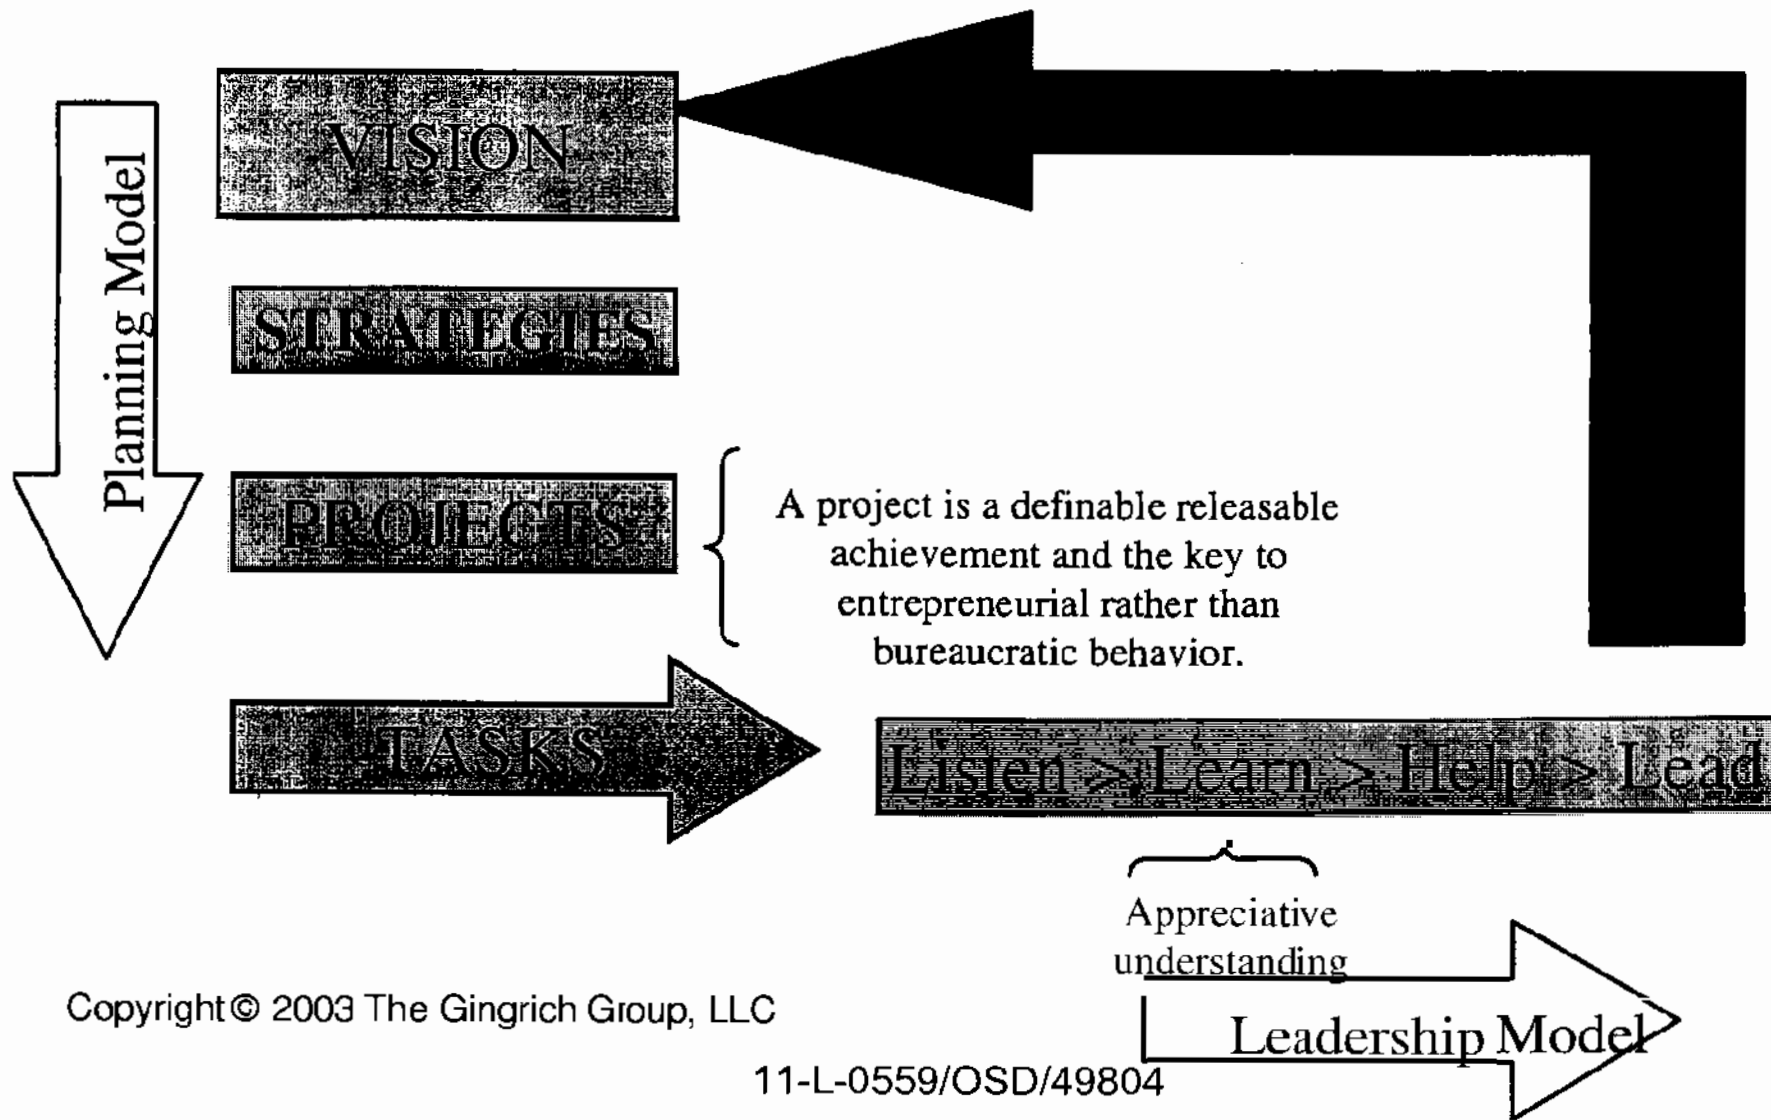 Planning Model
VISION
STRATEGIES
PROJECTS
A project is a definable releasable
achievement and the key to
entrepreneurial rather than
bureaucratic behavior.
TASKS
Listen > Learn > Help > Lead
Appreciative
understanding
Leadership Model
Copyright © 2003 The Gingrich Group, LLC
11-L-0559/OSD/49804